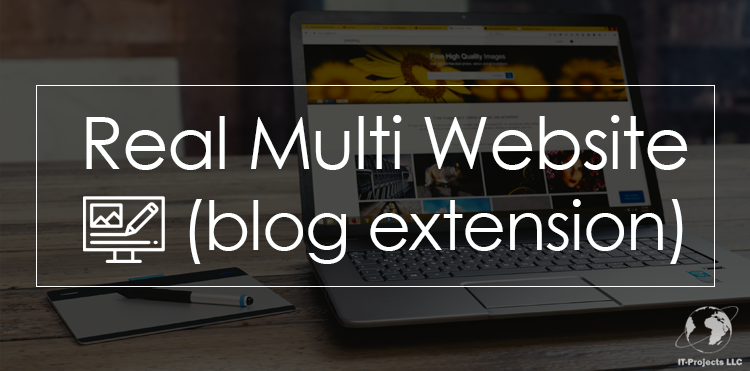 Free High Quality Images
Real Multi Website
(blog extension)
IT-Projects LLC